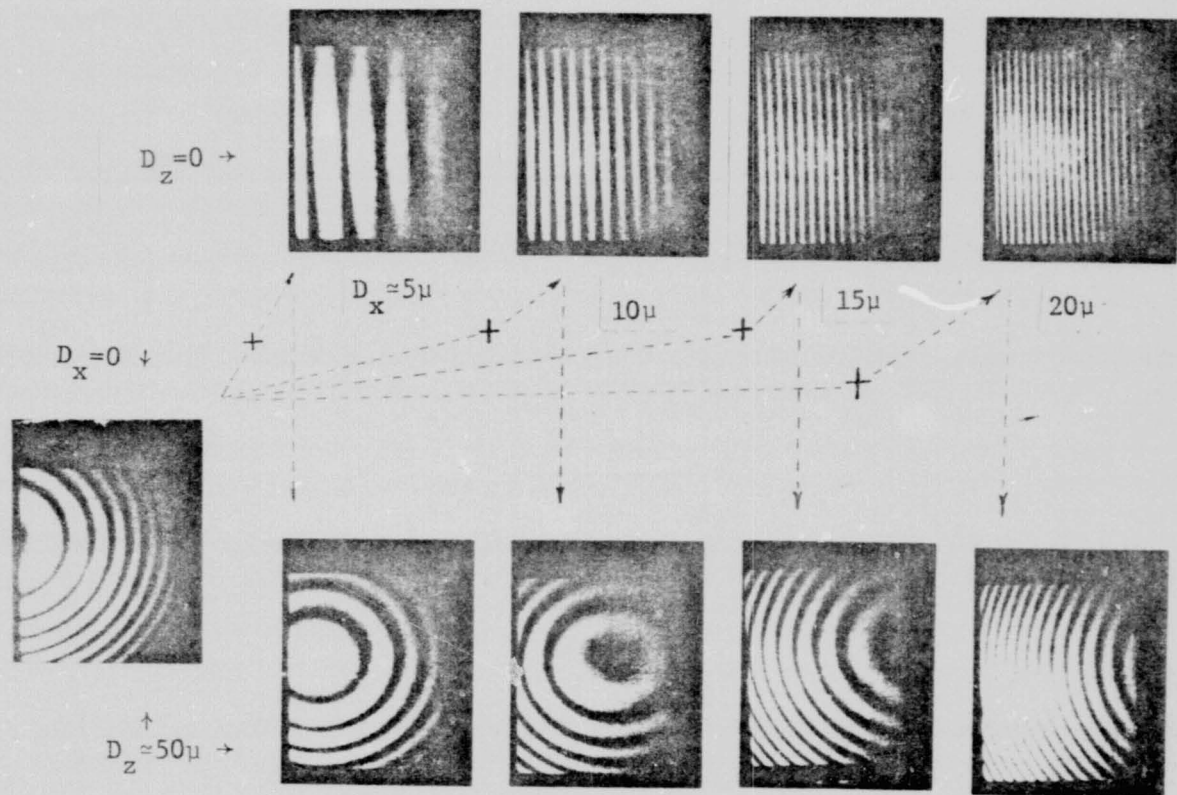 D_z=0 →
D_x≃5μ
10μ
15μ
20μ
D_x=0 ↓
+
+
+
+
↑
D_z≃50μ →